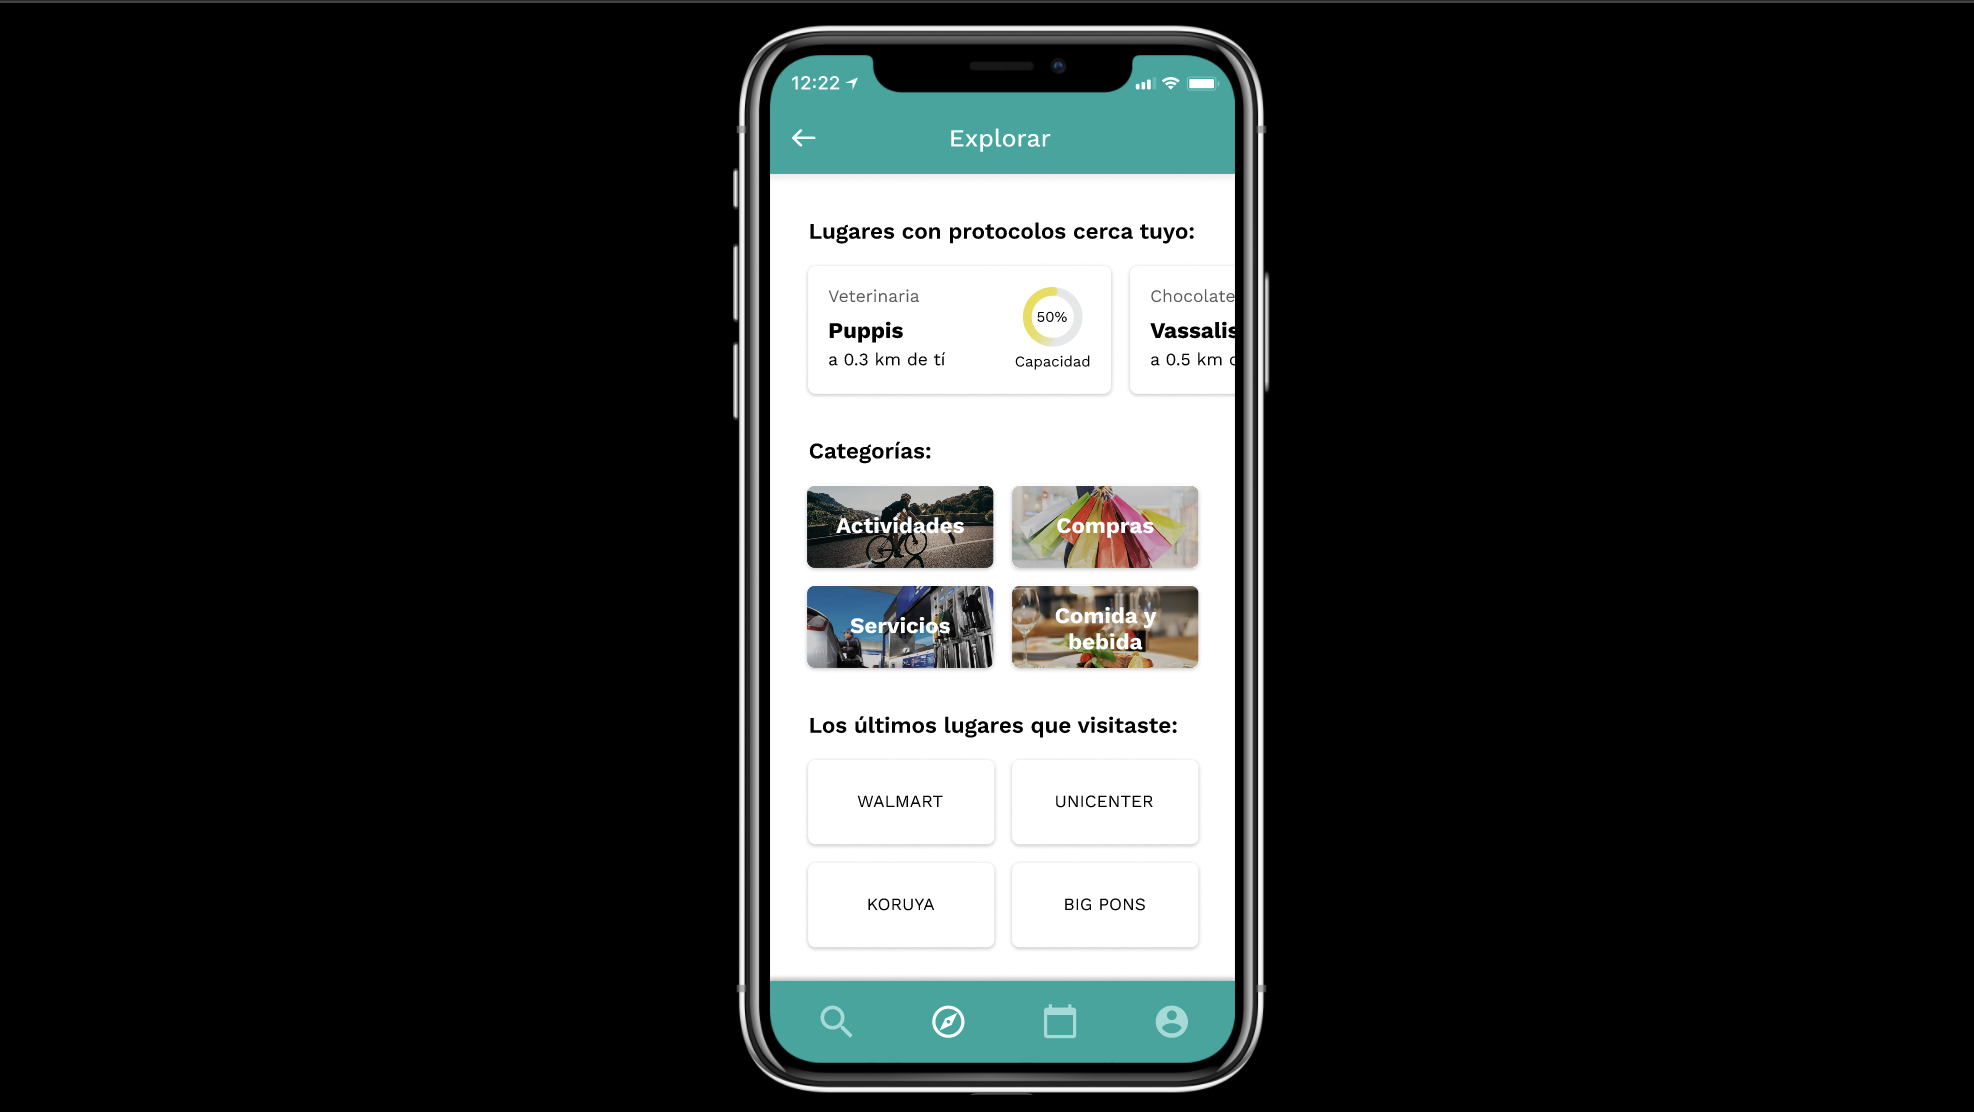 12:22
Explorar
Lugares con protocolos cerca tuyo:
Veterinaria
Puppis
a 0.3 km de tí
50%
Capacidad
Chocolate
Vassalis
a 0.5 km
Categorías:
Actividades
Compras
Servicios
Comida y
bebida
Los últimos lugares que visitaste:
WALMART
UNICENTER
KORUYA
BIG PONS